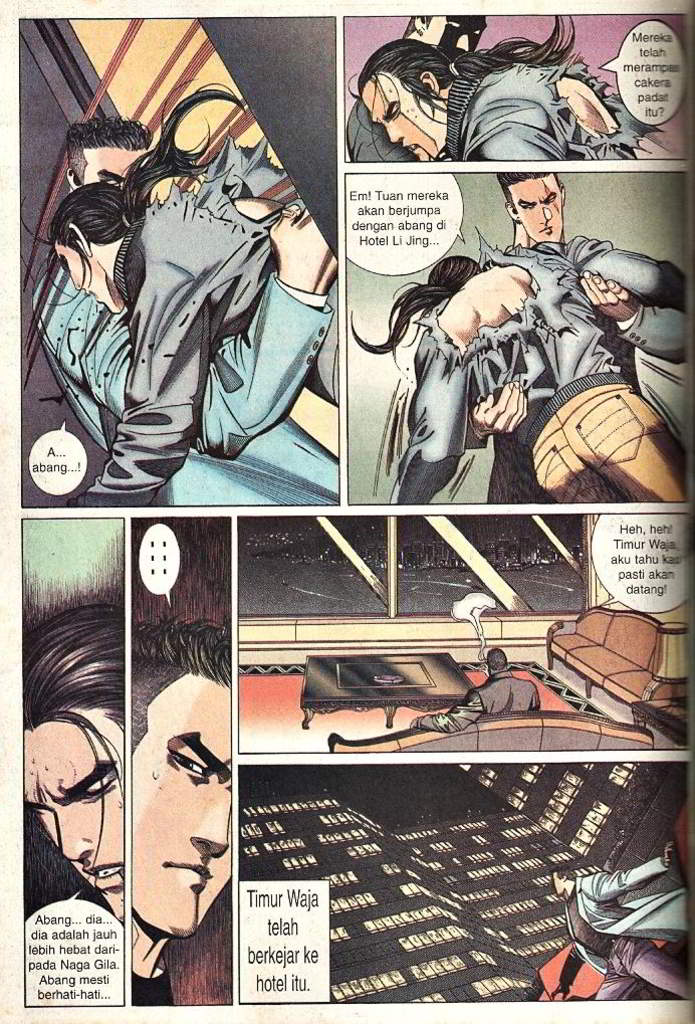 A...
abang...!
Mereka
telah
merampas
cakera
padat
itu?
Em! Tuan mereka
akan berjumpa
dengan abang di
Hotel Li Jing...
Abang... dia...
dia adalah jauh
lebih hebat dari-
pada Naga Gila.
Abang mesti
berhati-hati...
......
Heh, heh!
Timur Waja,
aku tahu kau
pasti akan
datang!
Timur Waja
telah
berkejar ke
hotel itu.